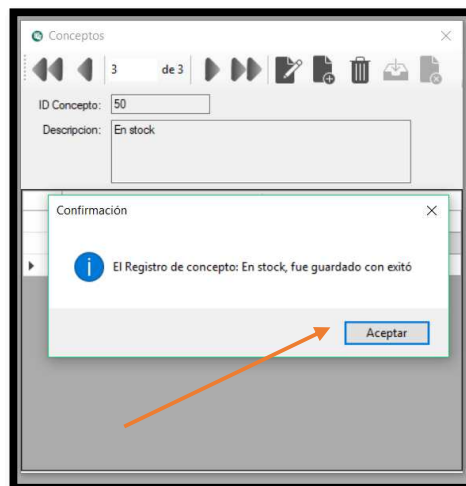 Conceptos
3 de 3
ID Concepto: 50
Descripcion: En stock
Confirmación
El Registro de concepto: En stock, fue guardado con exitó
Aceptar